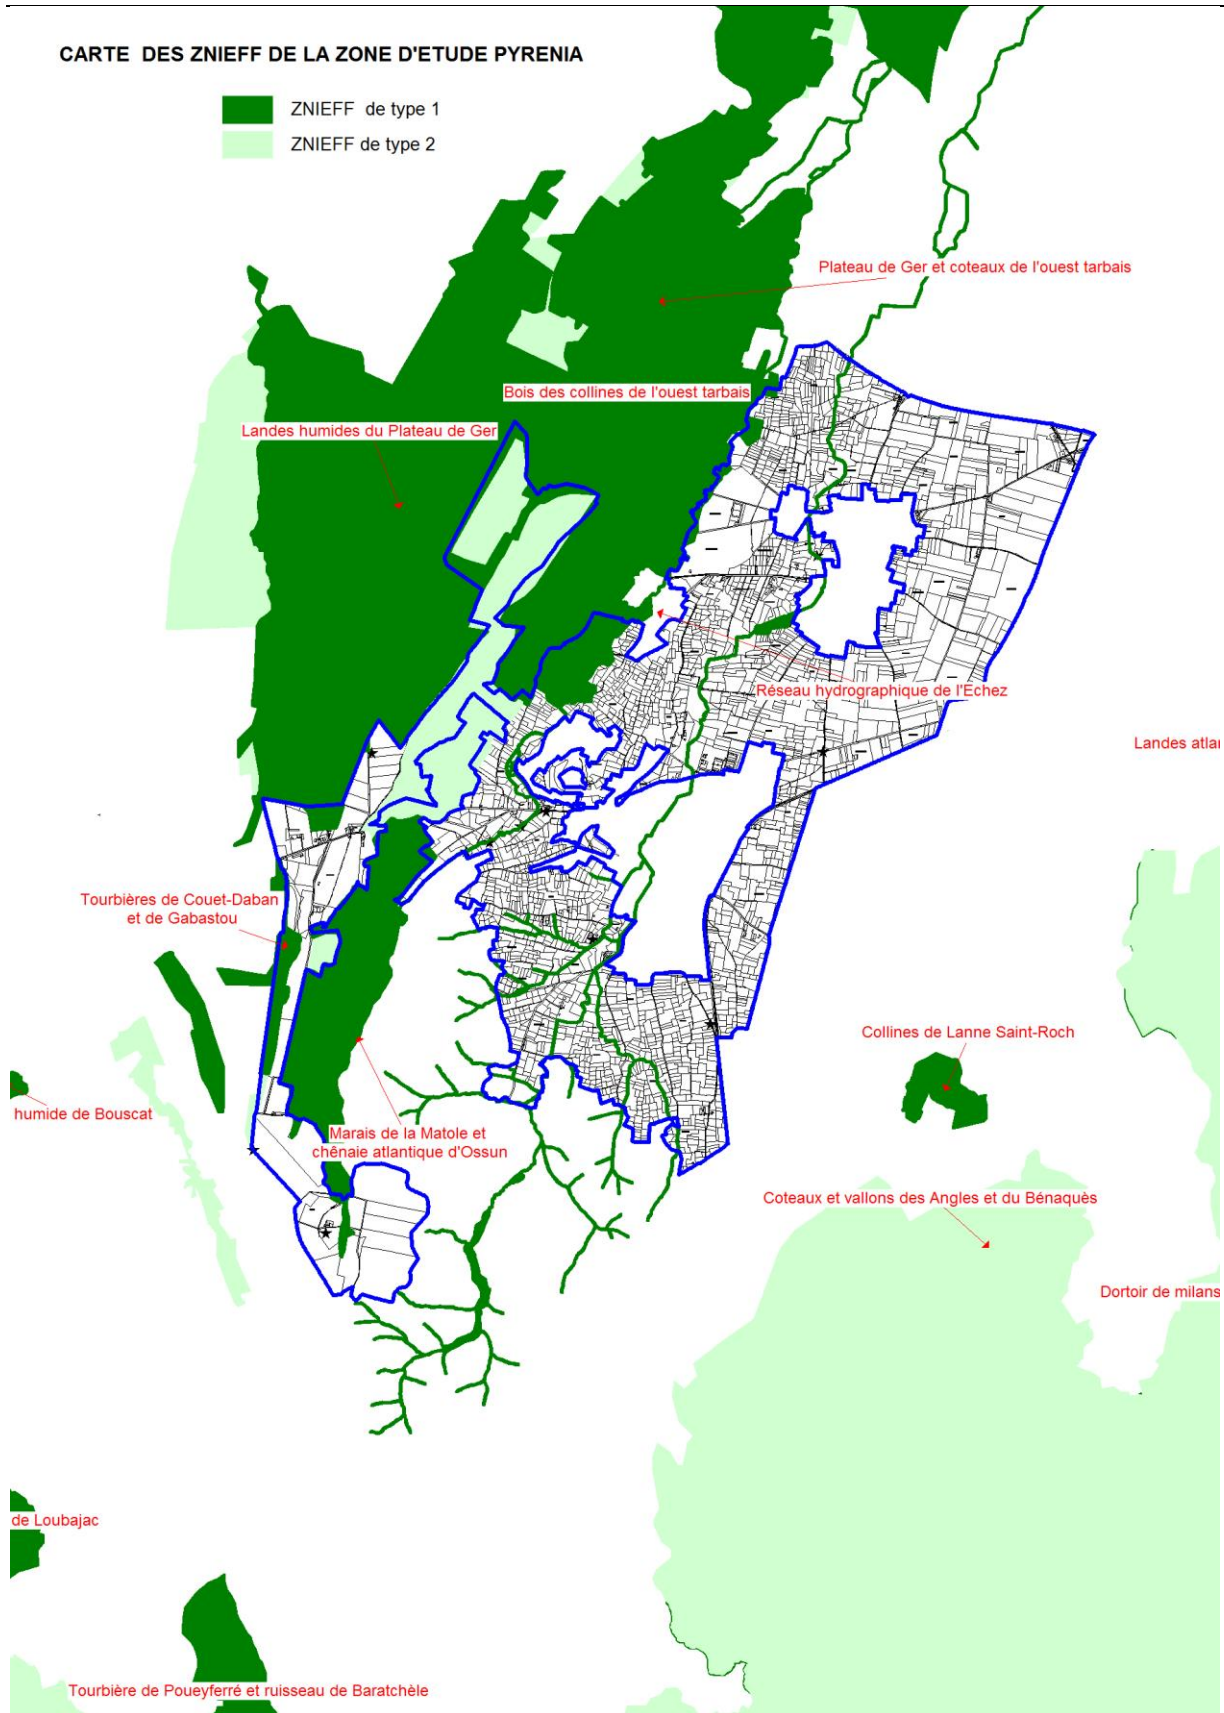 CARTE DES ZNIEFF DE LA ZONE D'ETUDE PYRENIA
ZNIEFF de type 1
ZNIEFF de type 2
Plateau de Ger et coteaux de l'ouest tarbais
Bois des collines de l'ouest tarbais
Landes humides du Plateau de Ger
Réseau hydrographique de l'Echez
Landes atlan
Tourbières de Couet-Daban
et de Gabastou
Collines de Lanne Saint-Roch
humide de Bouscat
Marais de la Matole et
chênaie atlantique d'Ossun
Coteaux et vallons des Angles et du Bénaquès
Dortoir de milans
de Loubajac
Tourbière de Poueyferré et ruisseau de Baratchèle